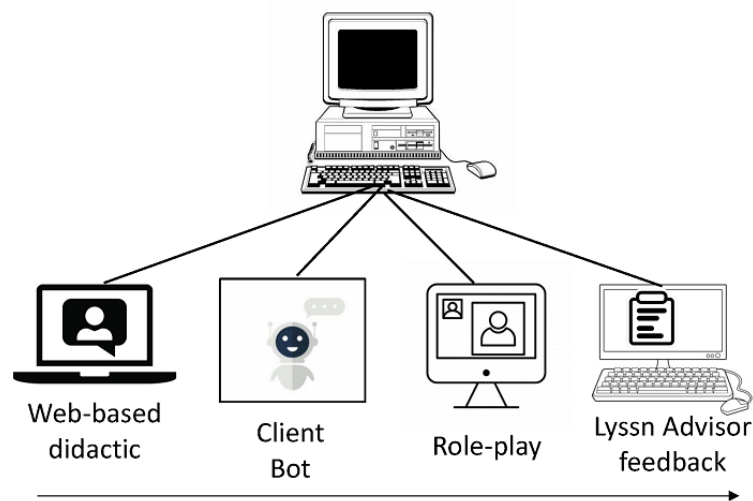 Web-based
didactic
Client
Bot
Role-play
Lyssn Advisor
feedback